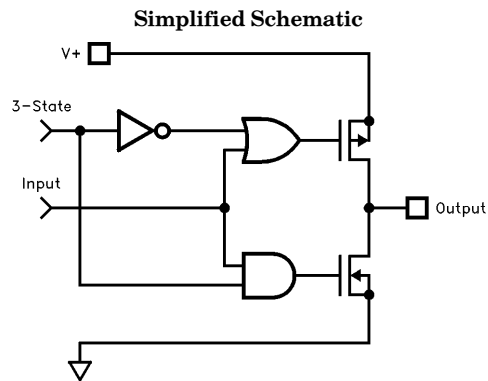 Simplified Schematic
V+
3-State
Input
Output